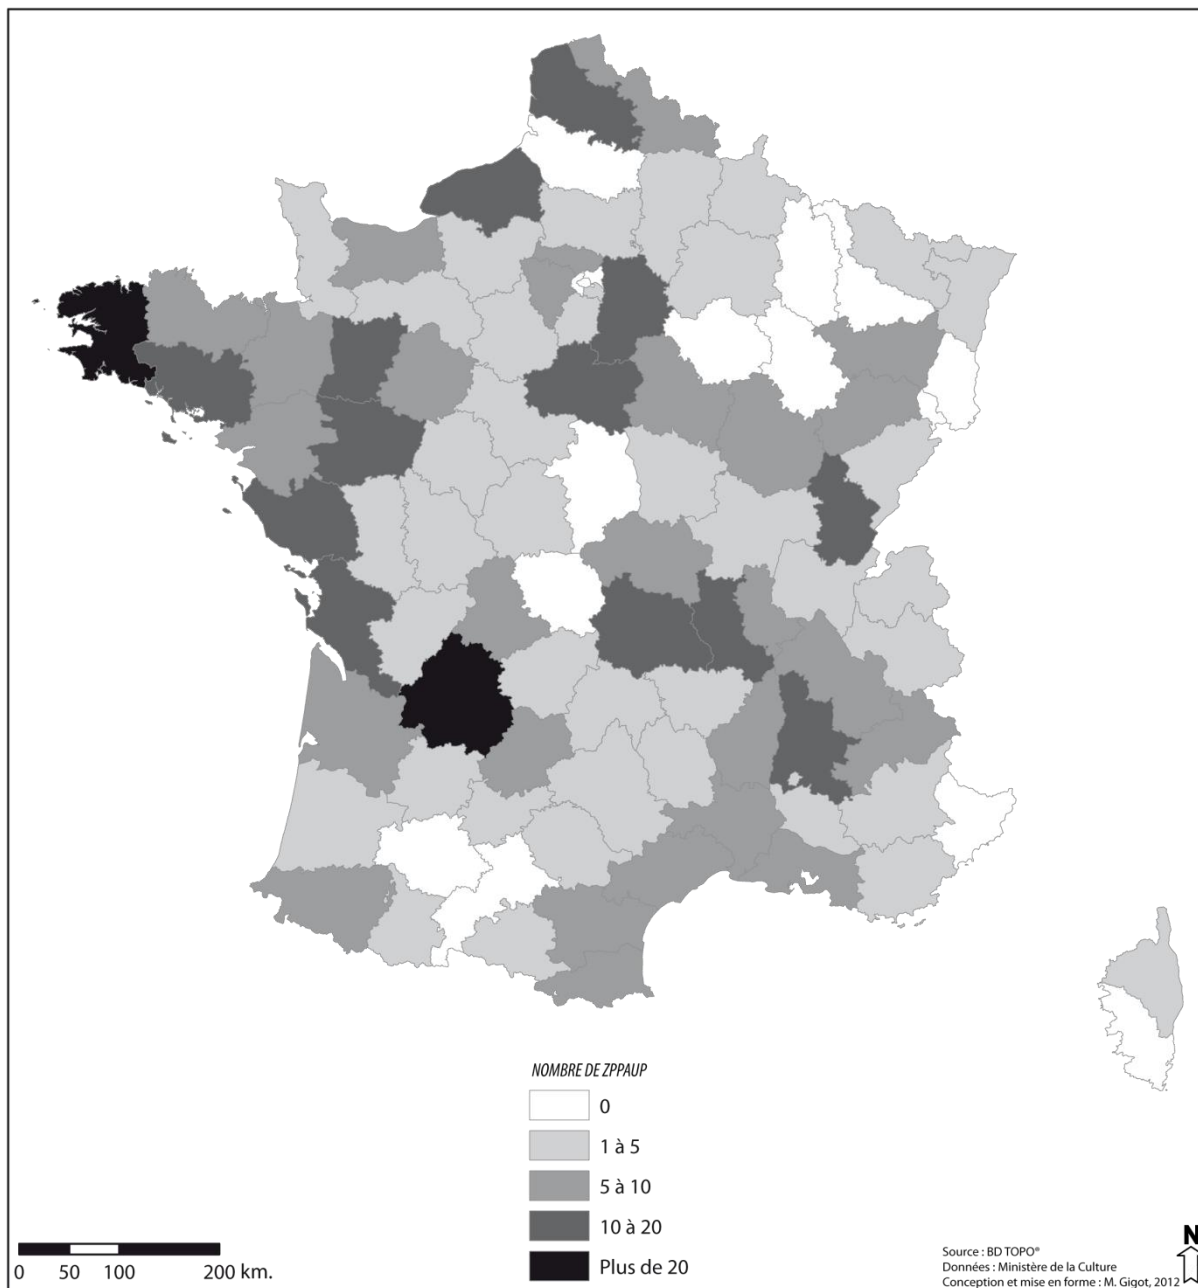 NOMBRE DE ZPPAUP
0
1 à 5
5 à 10
10 à 20
Plus de 20
0 50 100 200 km.
N
Source : BD TOPO®
Données : Ministère de la Culture
Conception et mise en forme : M. Gigot, 2012